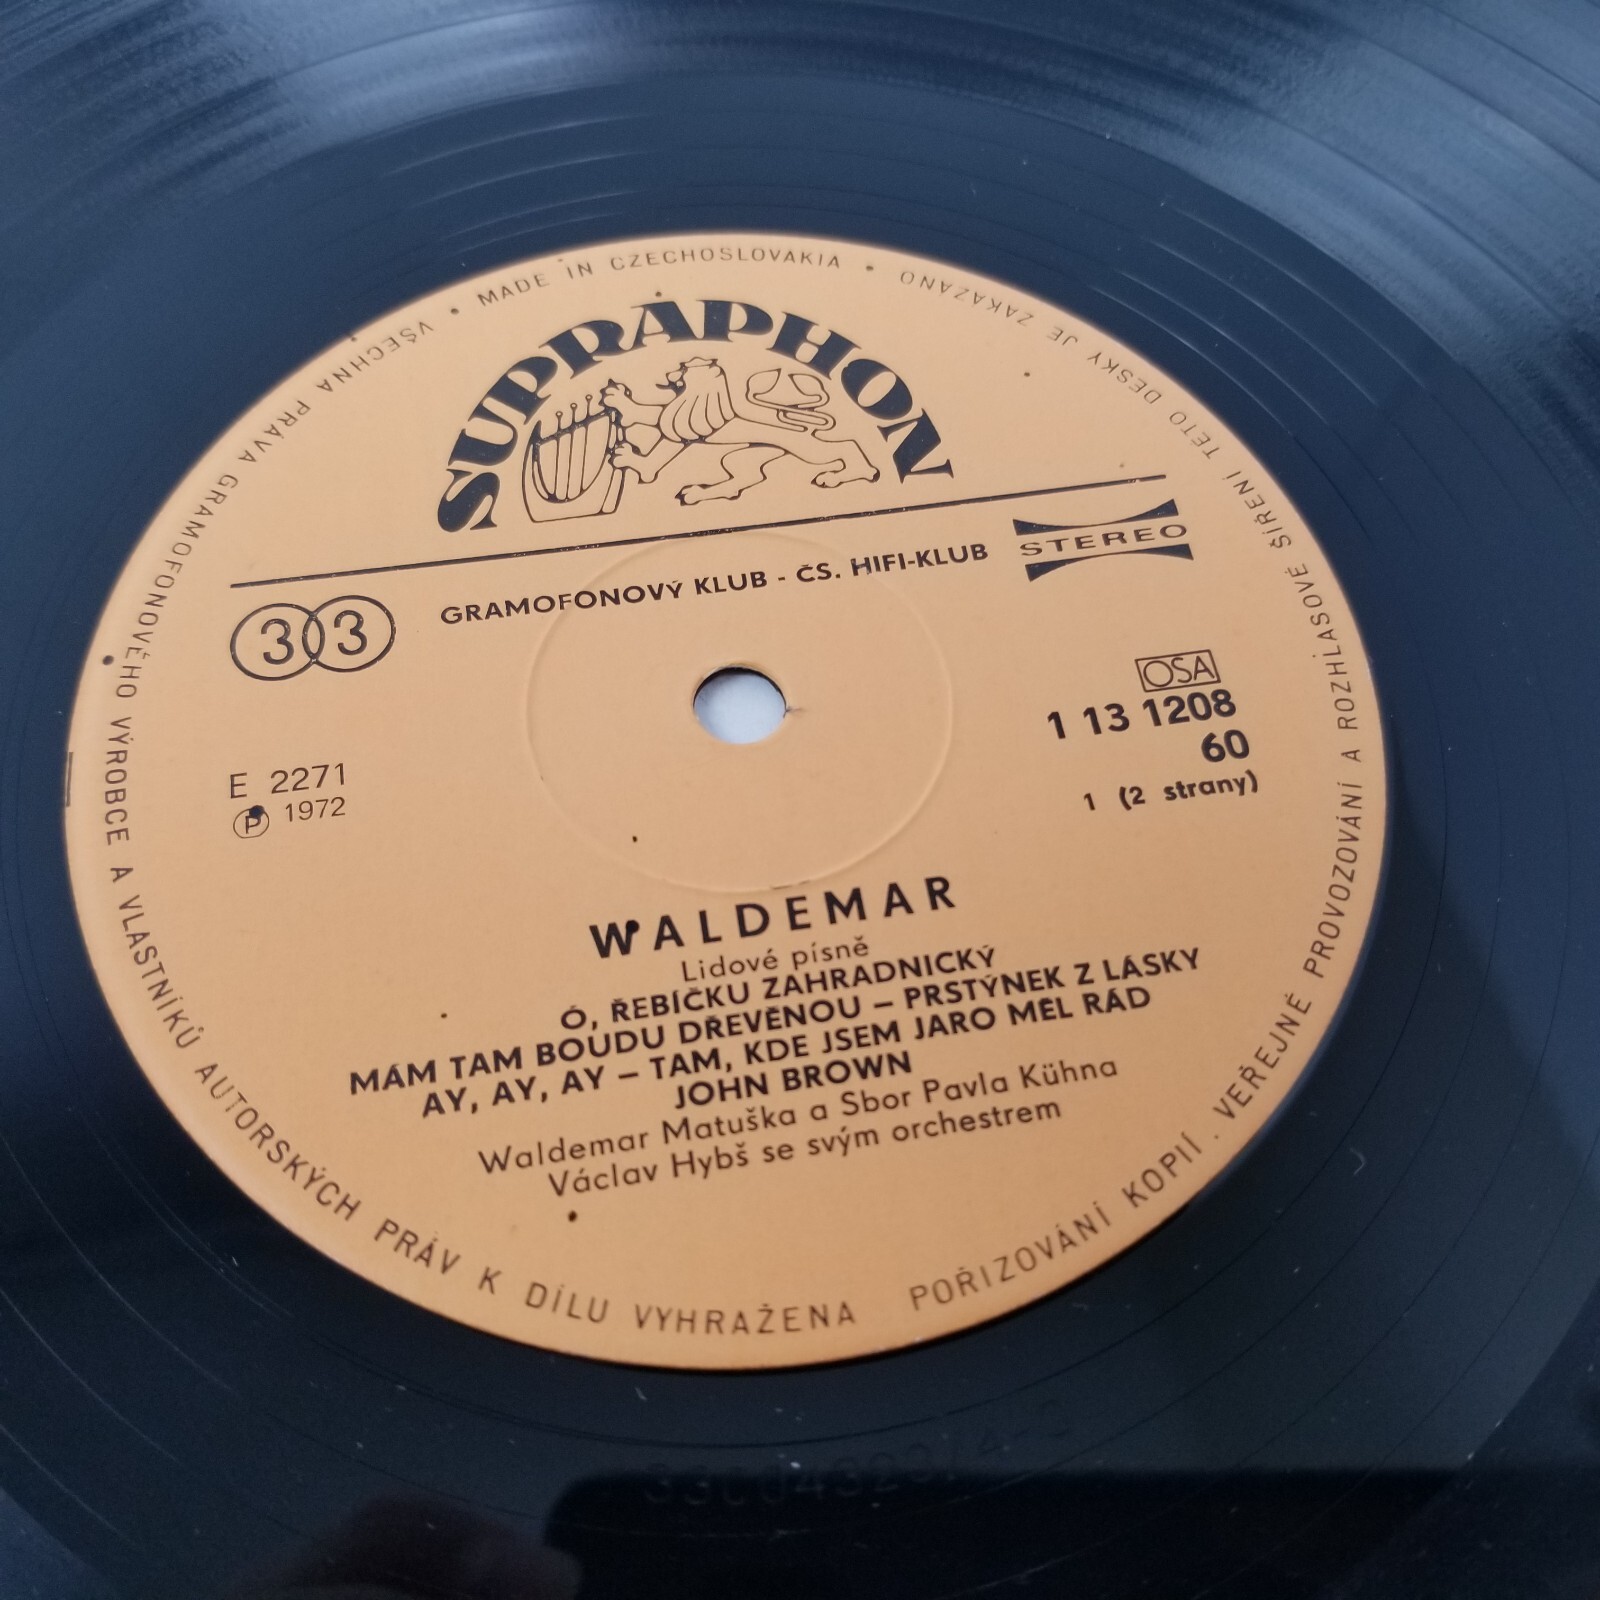 MADE IN CZECHOSLOVAKIA •
VŠECHNA PRÁVA GRAMOFONOVÉHO VÝROBCE A VLASTNÍKŮ AUTORSKÝCH PRÁV K DÍLU VYHRAŽENA
POŘIZOVÁNÍ KOPIÍ . VEŘEJNÉ PROVOZOVÁNÍ A ROZHLASOVÉ ŠÍŘENÍ TÉTO DESKY JE ZAKÁZÁNO •
SUPRAPHON
GRAMOFONOVÝ KLUB - ČS. HIFI-KLUB
STEREO
33
OSA
1 13 1208
60
1 (2 strany)
E 2271
Ⓟ 1972
WALDEMAR
Lidové písně
Ó, ŘEBÍČKU ZAHRADNICKÝ
MÁM TAM BOUDU DŘEVĚNOU – PRSTÝNEK Z LÁSKY
AY, AY, AY – TAM, KDE JSEM JARO MĚL RÁD
JOHN BROWN
Waldemar Matuška a Sbor Pavla Kühna
Václav Hybš se svým orchestrem